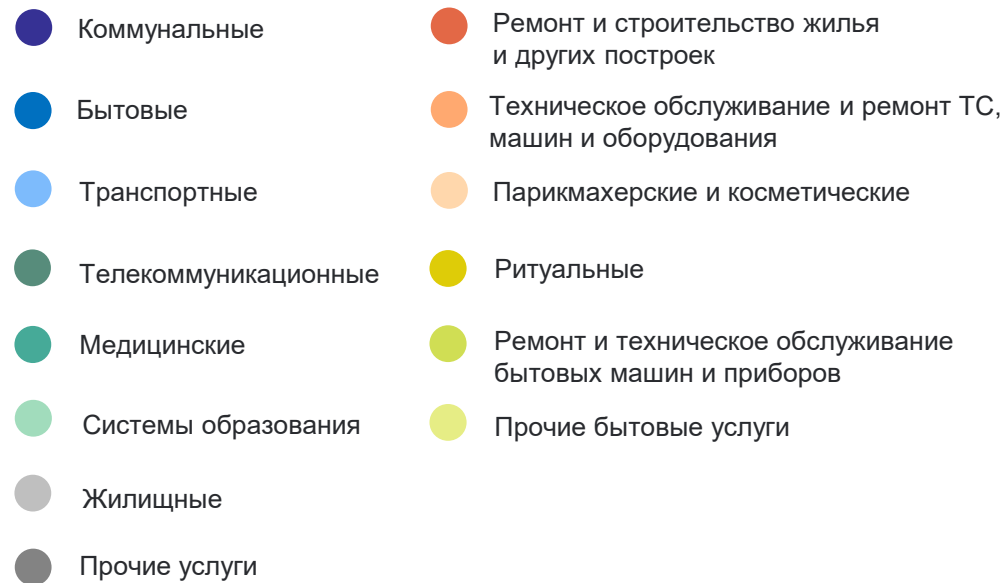 Коммунальные
Бытовые
Транспортные
Телекоммуникационные
Медицинские
Системы образования
Жилищные
Прочие услуги
Ремонт и строительство жилья
и других построек
Техническое обслуживание и ремонт ТС,
машин и оборудования
Парикмахерские и косметические
Ритуальные
Ремонт и техническое обслуживание
бытовых машин и приборов
Прочие бытовые услуги